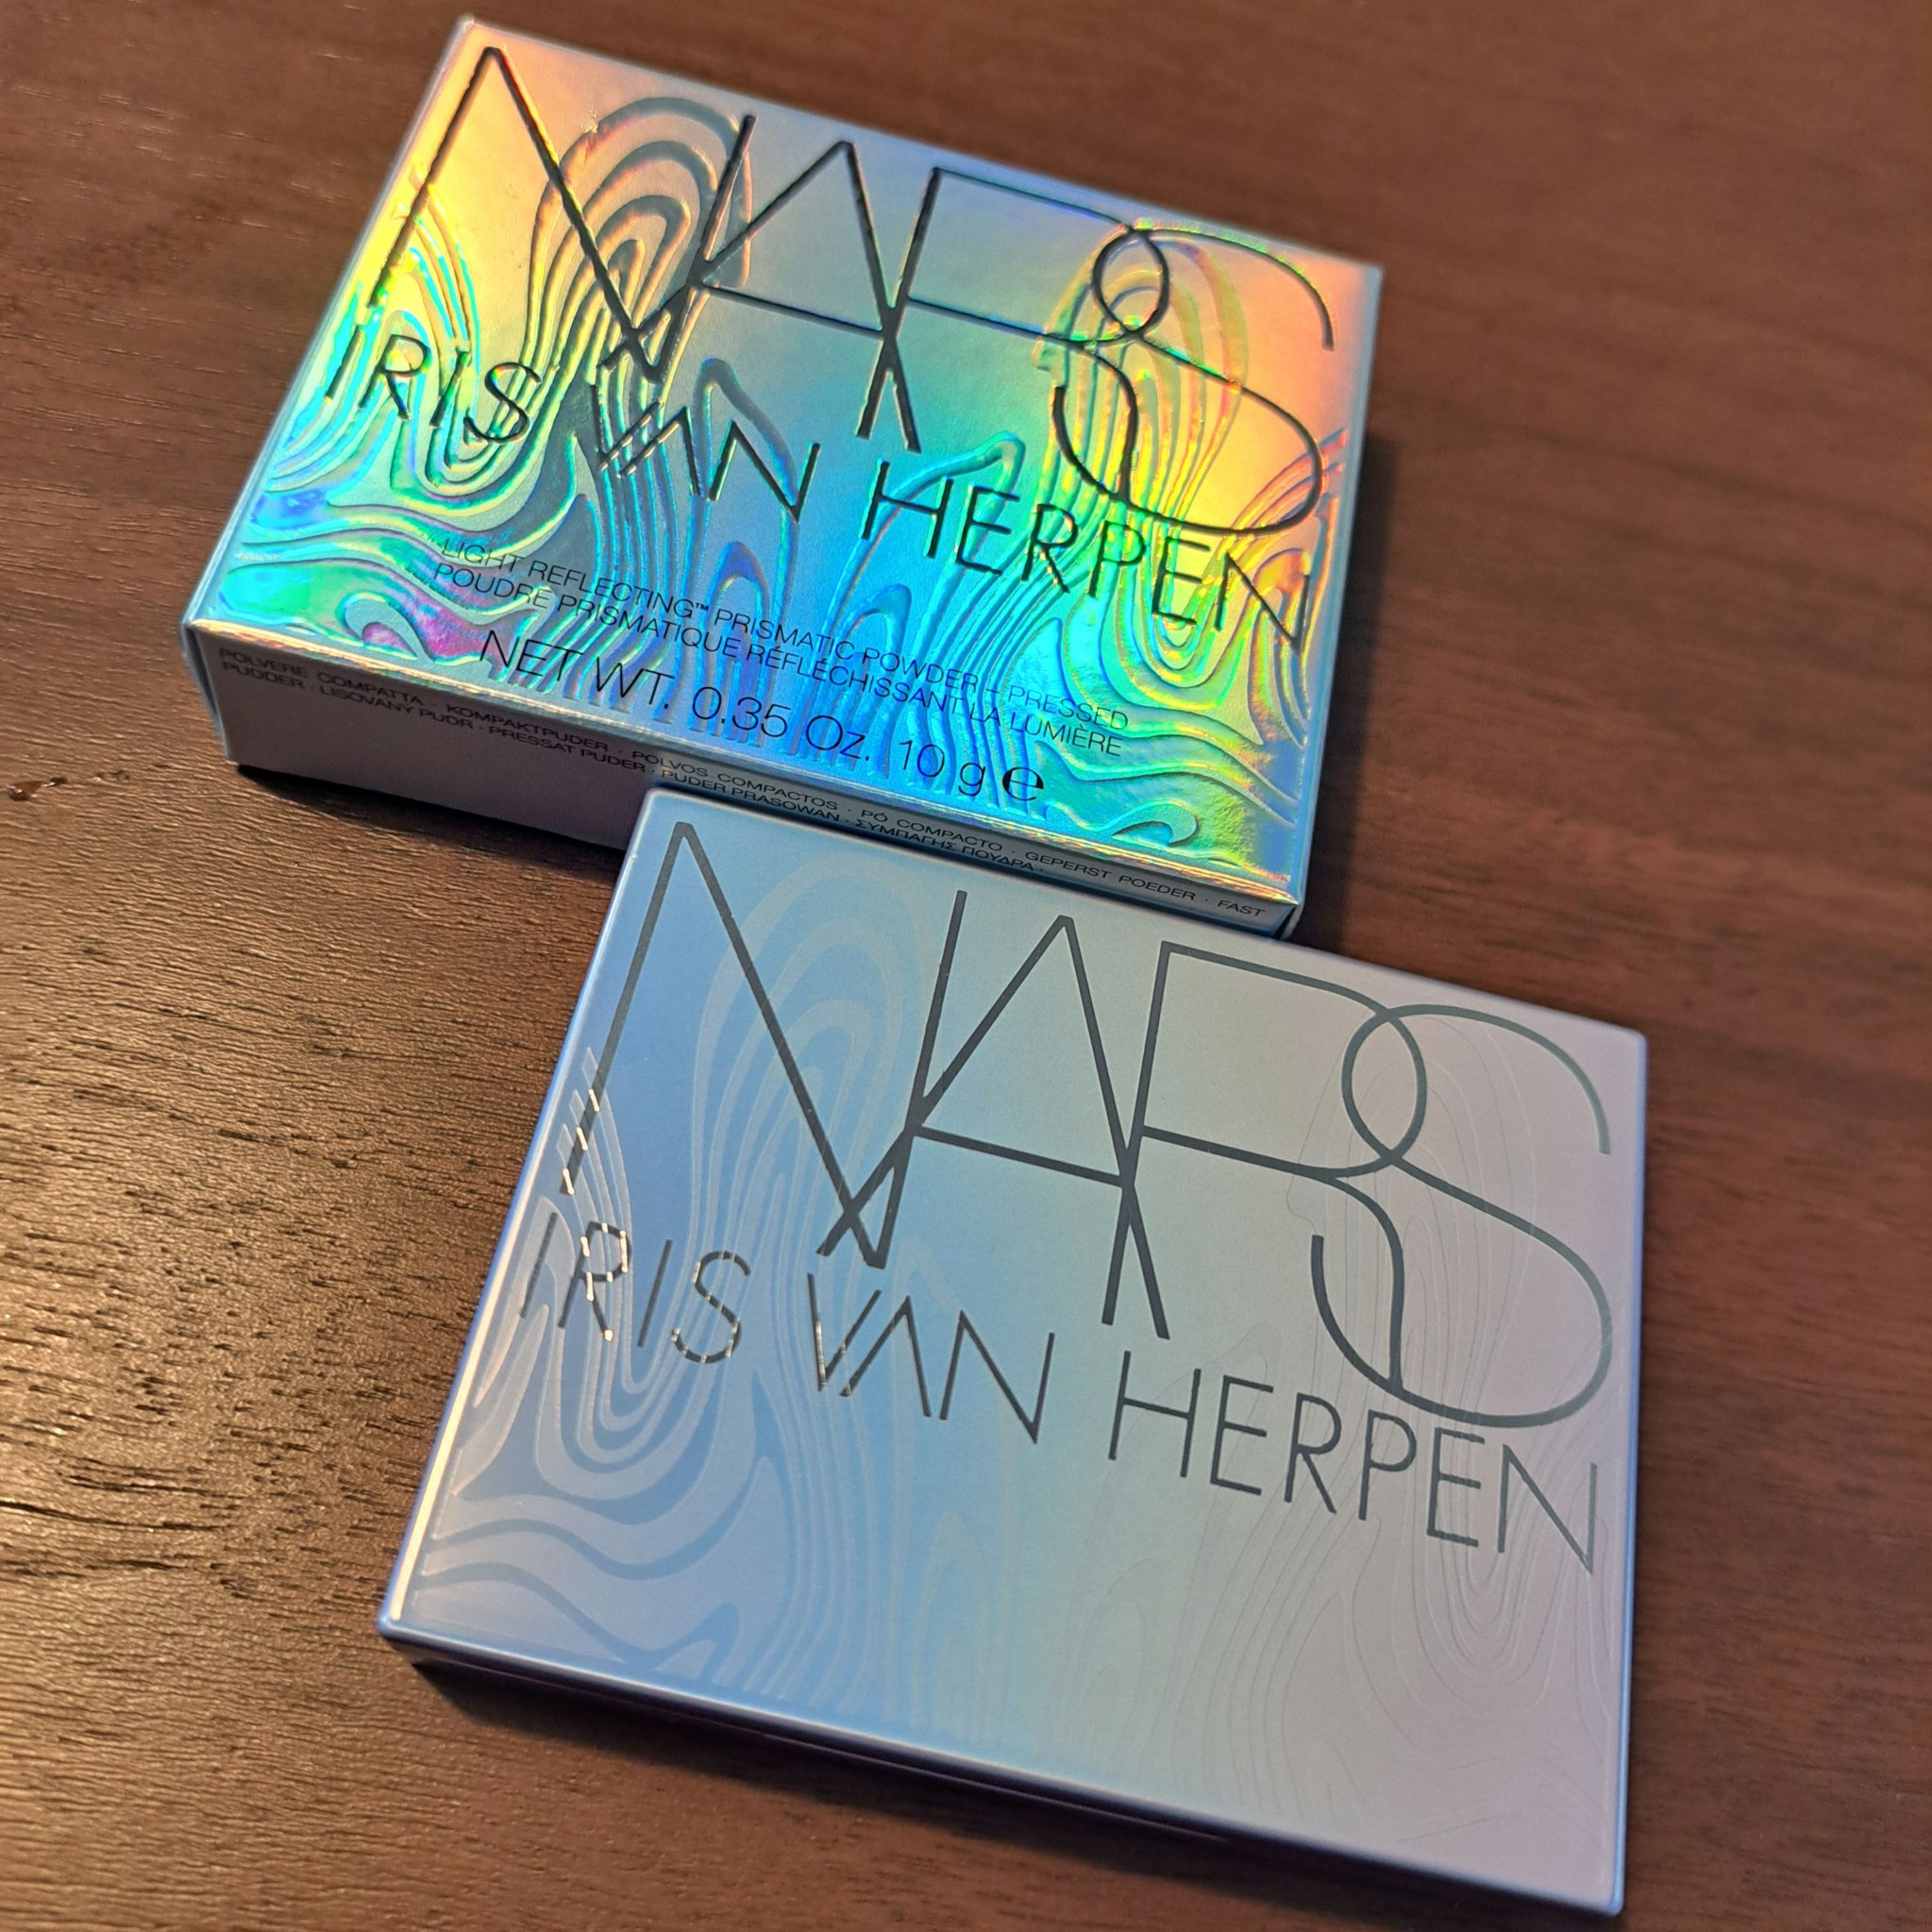 NARS
IRIS VAN HERPEN
LIGHT REFLECTING™ PRISMATIC POWDER – PRESSED
POUDRE PRISMATIQUE RÉFLÉCHISSANT LA LUMIÈRE
NET WT. 0.35 Oz. 10 g ℮
POLVERE COMPATTA · KOMPAKTPUDER · POLVOS COMPACTOS · PÓ COMPACTO · GEPERST POEDER · FAST
PUDDER · LISOVANY PUDR · PRESSAT PUDER · PUDER PRASOWAN · ΣΥΜΠΑΓΗΣ ΠΟΥΔΡΑ ·
NARS
IRIS VAN HERPEN